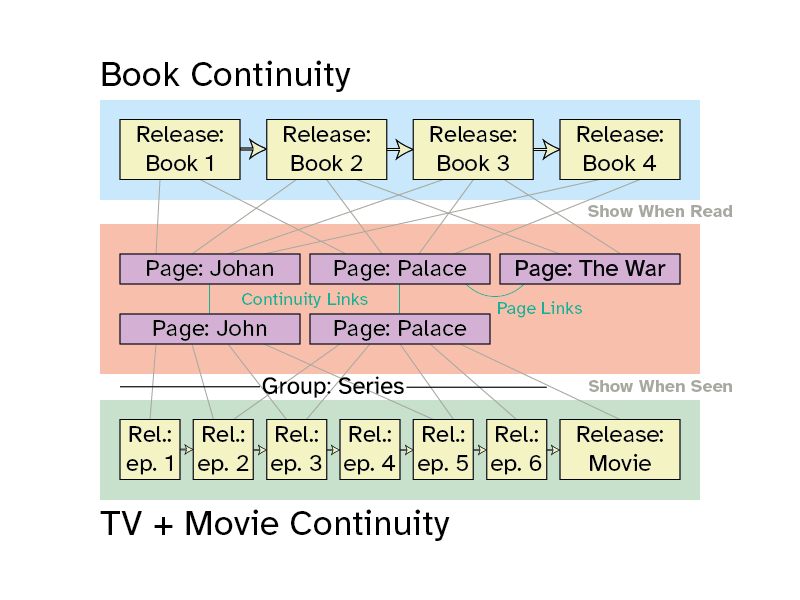 Book Continuity
Release:
Book 1
Release:
Book 2
Release:
Book 3
Release:
Book 4
Show When Read
Page: Johan
Page: Palace
Page: The War
Continuity Links
Page Links
Page: John
Page: Palace
Group: Series
Show When Seen
Rel.:
ep. 1
Rel.:
ep. 2
Rel.:
ep. 3
Rel.:
ep. 4
Rel.:
ep. 5
Rel.:
ep. 6
Release:
Movie
TV + Movie Continuity